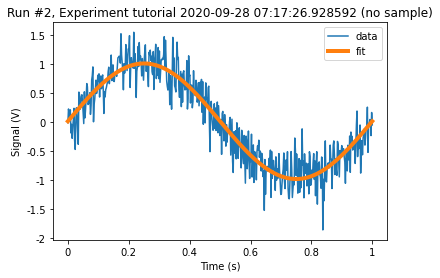 Run #2, Experiment tutorial 2020-09-28 07:17:26.928592 (no sample)
data
fit
1.5
1
0.5
0
-0.5
-1
-1.5
-2
Signal (V)
0
0.2
0.4
0.6
0.8
1
Time (s)